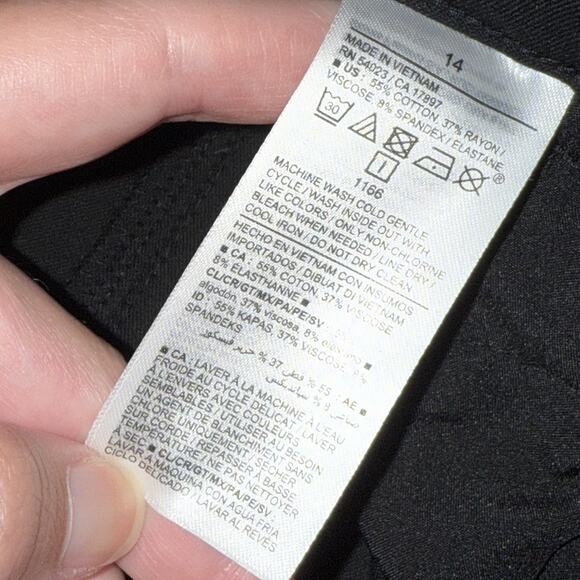 14
MADE IN VIETNAM
RN 54023 / CA 17897
■ US : 55% COTTON, 37% RAYON /
VISCOSE, 8% SPANDEX / ELASTANE
30
®
1166
MACHINE WASH COLD GENTLE
CYCLE / WASH INSIDE OUT WITH
LIKE COLORS / ONLY NON-CHLORINE
BLEACH WHEN NEEDED / LINE DRY /
COOL IRON / DO NOT DRY CLEAN
HECHO EN VIETNAM CON INSUMOS
IMPORTADOS / DIBUAT DI VIETNAM
■ CA : 55% COTON, 37% VISCOSE,
8% ELASTHANNE ■
CL/CR/GT/MX/PA/PE/SV
algodón, 37% viscosa, 8%
ID : 55% KAPAS, 37% VISCOSE,
SPANDEKS
AE : 55 % قطن 37 % حرير فسكوز
■ CA : LAVER À LA MACHINE À L'EAU
FROIDE AU CYCLE DÉLICAT / LAVER
À L'ENVERS AVEC COULEURS
SEMBLABLES / UTILISER AU BESOIN
UN AGENT DE BLANCHIMENT SANS
CHLORE / SÉCHER
CORDE / REPASSER À BASSE
TEMPÉRATURE / NE PAS NETTOYER
À SEC ■ CL/CR/GT/MX/PA/PE/SV
LAVAR A MÁQUINA CON AGUA FRÍA
CICLO DELICADO / LAVAR AL REVÉS